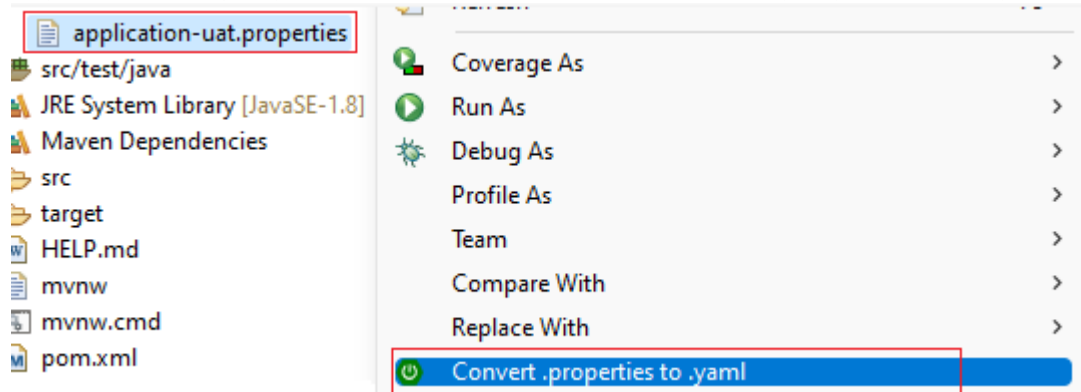 application-uat.properties
src/test/java
JRE System Library [JavaSE-1.8]
Maven Dependencies
src
target
HELP.md
mvnw
mvnw.cmd
pom.xml
Coverage As
Run As
Debug As
Profile As
Team
Compare With
Replace With
Convert .properties to .yaml